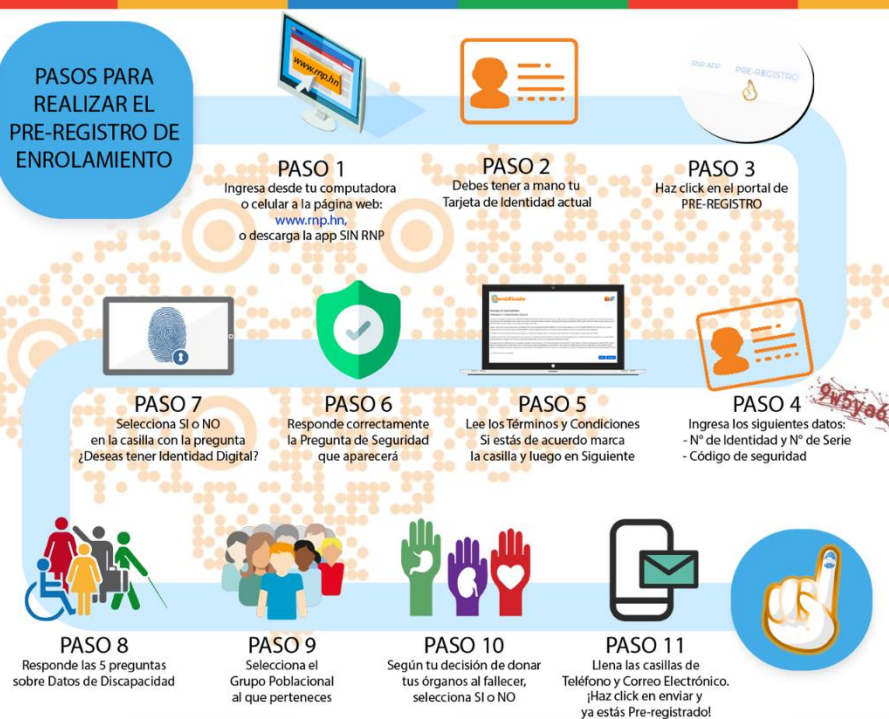 PASOS PARA
REALIZAR EL
PRE-REGISTRO DE
ENROLAMIENTO
www.rnp.hn
RNP APP PRE-REGISTRO
PASO 1
Ingresa desde tu computadora
o celular a la página web:
www.rnp.hn,
o descarga la app SIN RNP
PASO 2
Debes tener a mano tu
Tarjeta de Identidad actual
PASO 3
Haz click en el portal de
PRE-REGISTRO
9w5ya6
PASO 4
Ingresa los siguientes datos:
- N° de Identidad y N° de Serie
- Código de seguridad
PASO 5
Lee los Términos y Condiciones
Si estás de acuerdo marca
la casilla y luego en Siguiente
PASO 6
Responde correctamente
la Pregunta de Seguridad
que aparecerá
PASO 7
Selecciona SI o NO
en la casilla con la pregunta
¿Deseas tener Identidad Digital?
PASO 8
Responde las 5 preguntas
sobre Datos de Discapacidad
PASO 9
Selecciona el
Grupo Poblacional
al que perteneces
PASO 10
Según tu decisión de donar
tus órganos al fallecer,
selecciona SI o NO
PASO 11
Llena las casillas de
Teléfono y Correo Electrónico.
¡Haz click en enviar y
ya estás Pre-registrado!